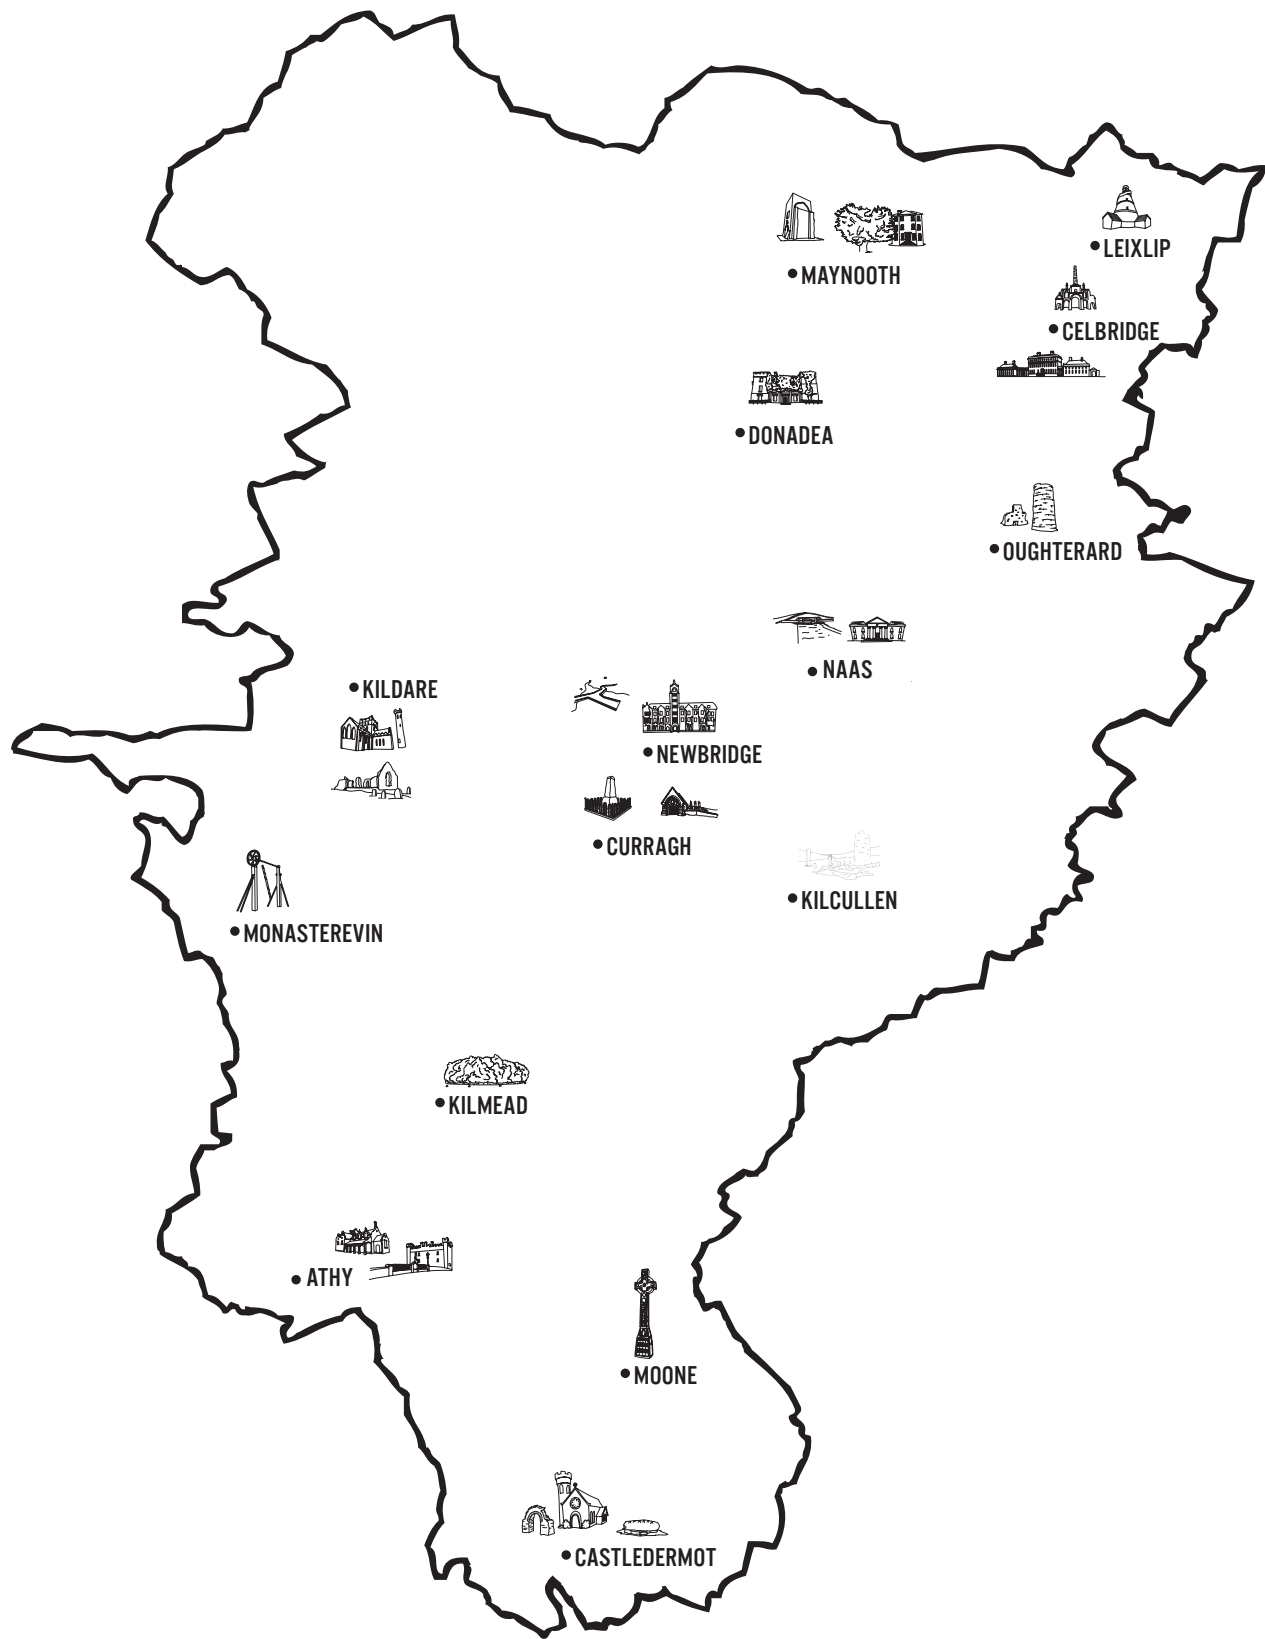 LEIXLIP
MAYNOOTH
CELBRIDGE
DONADEA
OUGHTERARD
NAAS
KILDARE
NEWBRIDGE
CURRAGH
KILCULLEN
MONASTEREVIN
KILMEAD
ATHY
MOONE
CASTLEDERMOT